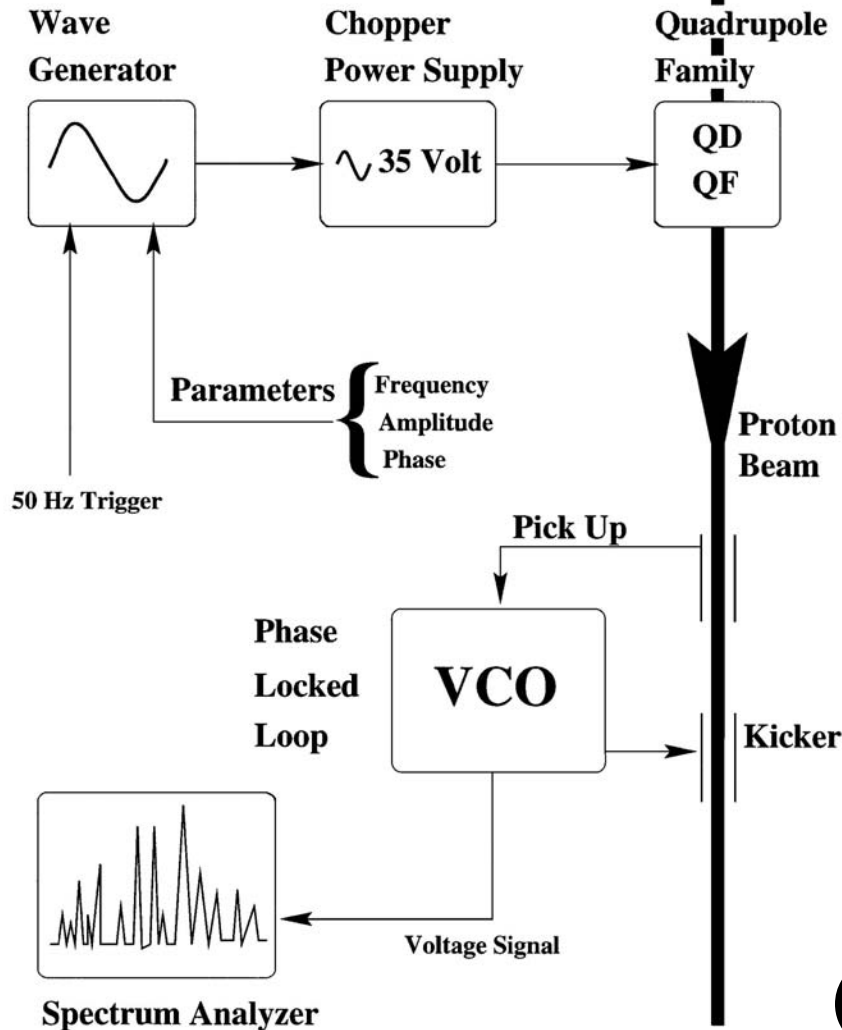 Wave
Generator
Chopper
Power Supply
Quadrupole
Family
35 Volt
QD
QF
Parameters
Frequency
Amplitude
Phase
50 Hz Trigger
Proton
Beam
Pick Up
Phase
Locked
Loop
VCO
Kicker
Voltage Signal
Spectrum Analyzer